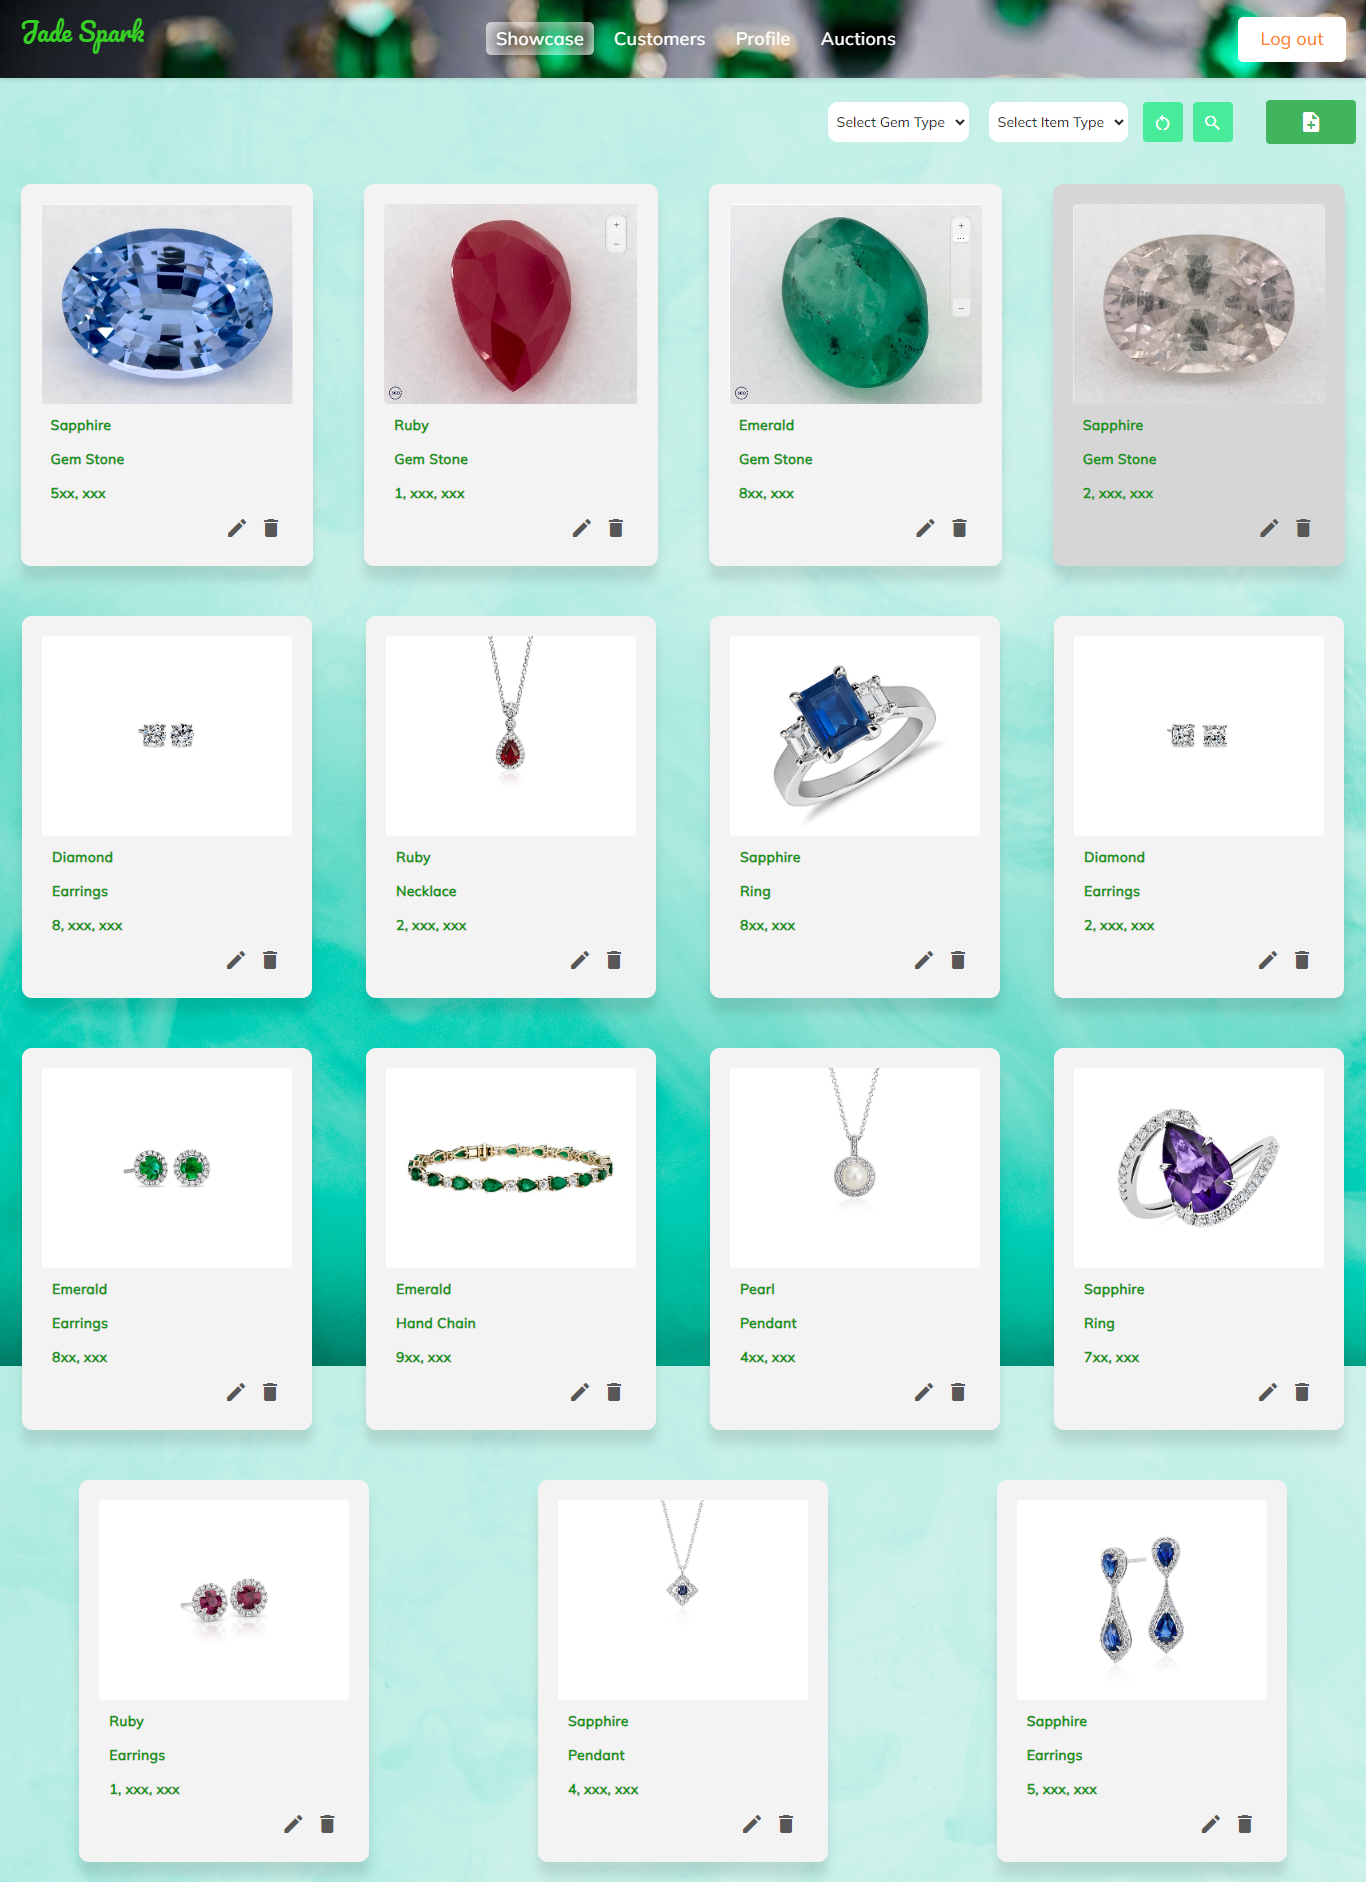 Jade Spark
Showcase
Customers
Profile
Auctions
Log out
Select Gem Type
Select Item Type
Sapphire
Gem Stone
5xx, xxx
Ruby
Gem Stone
1, xxx, xxx
Emerald
Gem Stone
8xx, xxx
Sapphire
Gem Stone
2, xxx, xxx
Diamond
Earrings
8, xxx, xxx
Ruby
Necklace
2, xxx, xxx
Sapphire
Ring
8xx, xxx
Diamond
Earrings
2, xxx, xxx
Emerald
Earrings
8xx, xxx
Emerald
Hand Chain
9xx, xxx
Pearl
Pendant
4xx, xxx
Sapphire
Ring
7xx, xxx
Ruby
Earrings
1, xxx, xxx
Sapphire
Pendant
4, xxx, xxx
Sapphire
Earrings
5, xxx, xxx